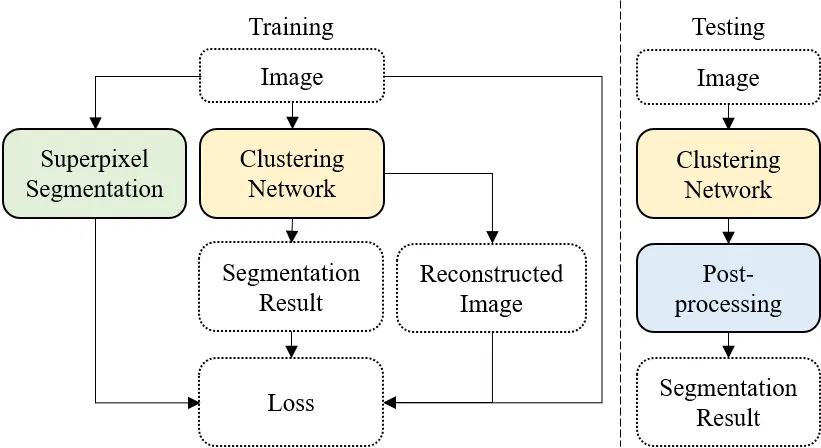 Training
Testing
Image
Image
Superpixel
Segmentation
Clustering
Network
Clustering
Network
Segmentation
Result
Reconstructed
Image
Post-
processing
Loss
Segmentation
Result